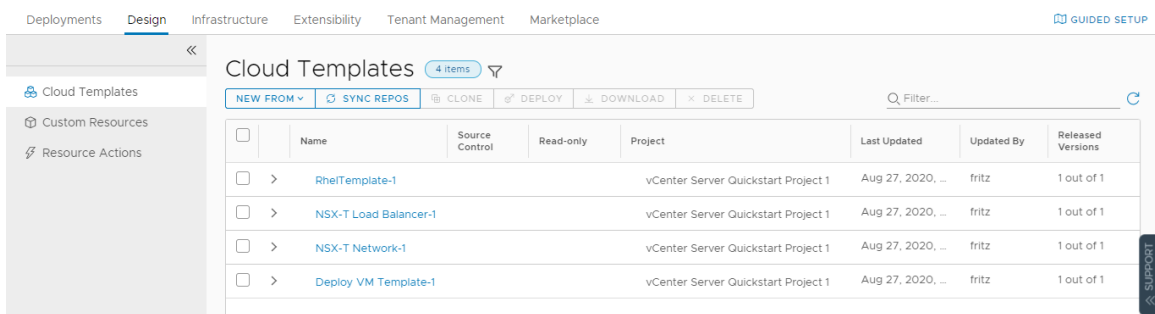 Deployments Design Infrastructure Extensibility Tenant Management Marketplace GUIDED SETUP
Cloud Templates
Custom Resources
Resource Actions
Cloud Templates 4 items
NEW FROM SYNC REPOS CLONE DEPLOY DOWNLOAD DELETE Filter...
Name Source Control Read-only Project Last Updated Updated By Released Versions
RhelTemplate-1 vCenter Server Quickstart Project 1 Aug 27, 2020, ... fritz 1 out of 1
NSX-T Load Balancer-1 vCenter Server Quickstart Project 1 Aug 27, 2020, ... fritz 1 out of 1
NSX-T Network-1 vCenter Server Quickstart Project 1 Aug 27, 2020, ... fritz 1 out of 1
Deploy VM Template-1 vCenter Server Quickstart Project 1 Aug 27, 2020, ... fritz 1 out of 1
SUPPORT